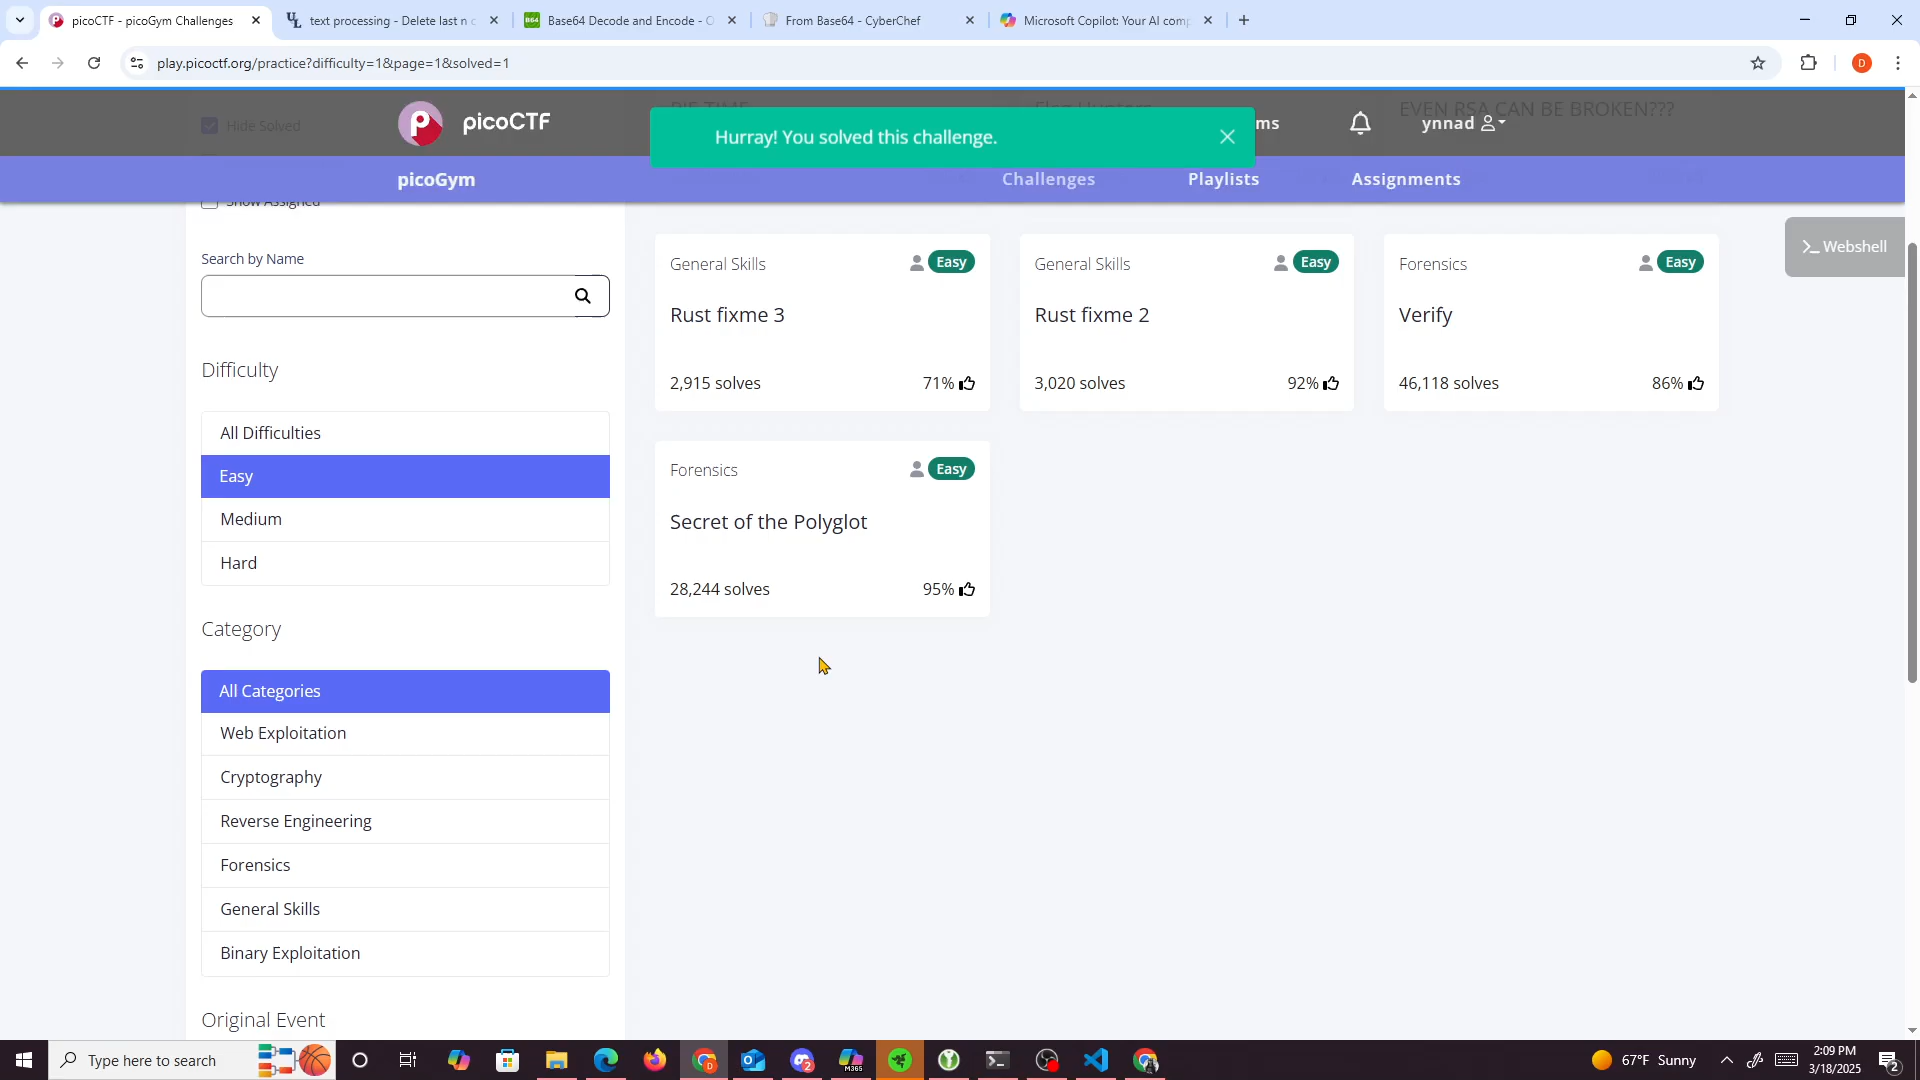 picoCTF - picoGym Challenges
text processing - Delete last n c
Base64 Decode and Encode - O
From Base64 - CyberChef
Microsoft Copilot: Your AI comp
play.picoctf.org/practice?difficulty=1&page=1&solved=1
D
PIE TIME
Flag Hunters
EVEN RSA CAN BE BROKEN???
Hide Solved
picoCTF
Hurray! You solved this challenge.
ms
ynnad
picoGym
Challenges
Playlists
Assignments
Show Assigned
>_ Webshell
Search by Name
General Skills
Easy
Rust fixme 3
2,915 solves
71%
General Skills
Easy
Rust fixme 2
3,020 solves
92%
Forensics
Easy
Verify
46,118 solves
86%
Difficulty
All Difficulties
Easy
Medium
Hard
Forensics
Easy
Secret of the Polyglot
28,244 solves
95%
Category
All Categories
Web Exploitation
Cryptography
Reverse Engineering
Forensics
General Skills
Binary Exploitation
Original Event
Type here to search
67°F Sunny
2:09 PM
3/18/2025
2